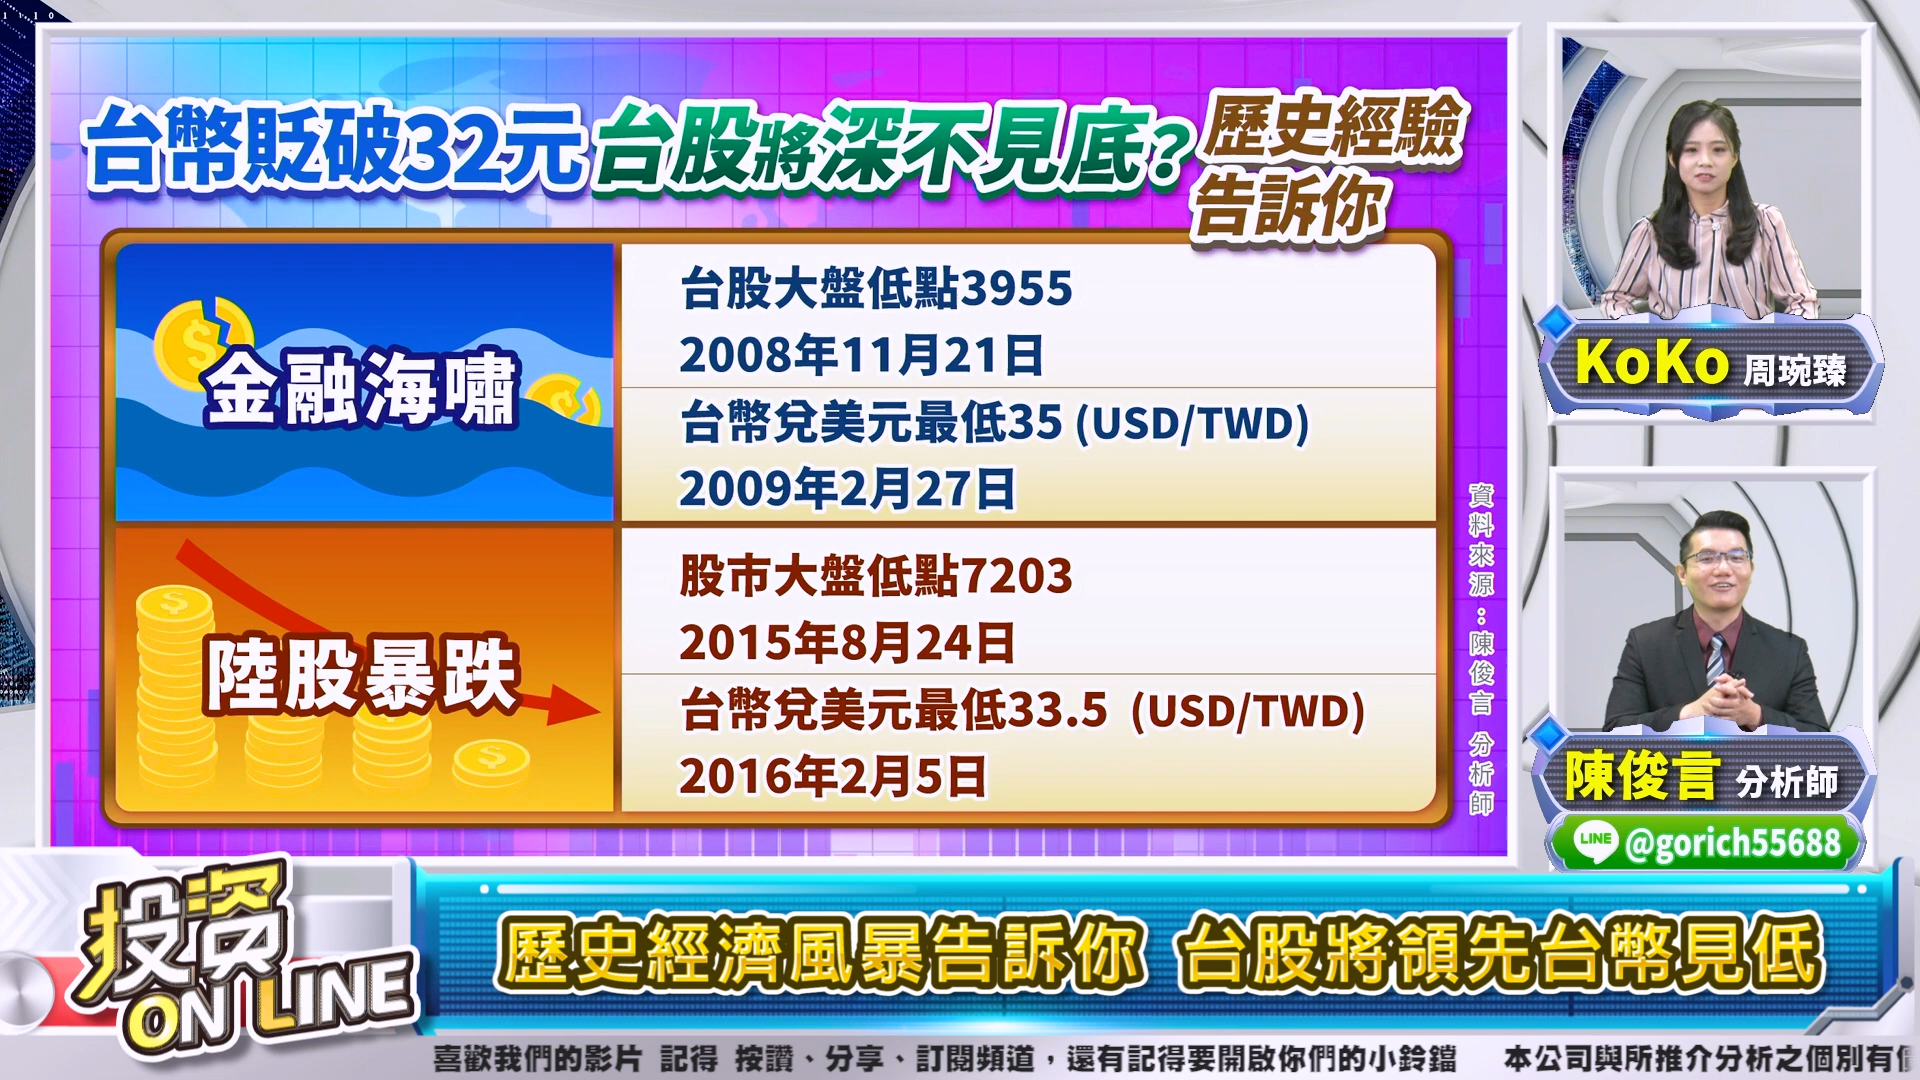 台幣貶破32元台股將深不見底?歷史經驗
告訴你
金融海嘯
台股大盤低點3955
2008年11月21日
台幣兌美元最低35 (USD/TWD)
2009年2月27日
陸股暴跌
股市大盤低點7203
2015年8月24日
台幣兌美元最低33.5 (USD/TWD)
2016年2月5日
資料來源：陳俊言 分析師
KoKo 周琬臻
陳俊言 分析師
LINE @gorich55688
投資
ON LINE
歷史經濟風暴告訴你 台股將領先台幣見低
喜歡我們的影片 記得 按讚、分享、訂閱頻道，還有記得要開啟你們的小鈴鐺 本公司與所推介分析之個別有